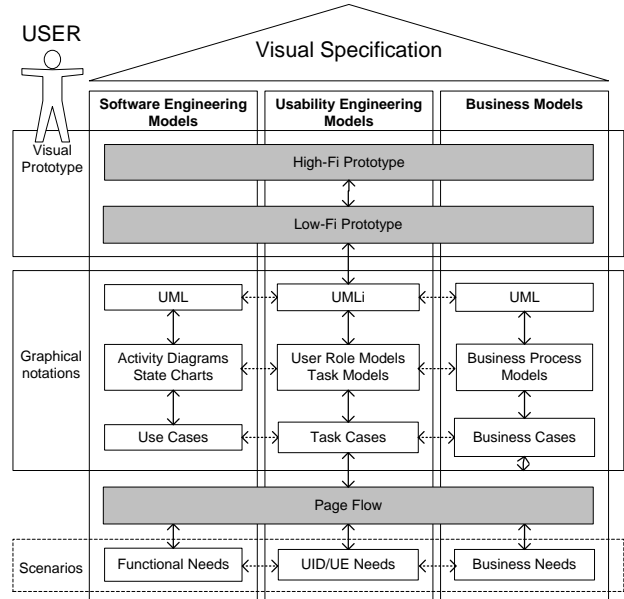 USER
Visual Specification
Software Engineering
Models
Usability Engineering
Models
Business Models
Visual
Prototype
High-Fi Prototype
Low-Fi Prototype
Graphical
notations
UML
UMLi
UML
Activity Diagrams
State Charts
User Role Models
Task Models
Business Process
Models
Use Cases
Task Cases
Business Cases
Page Flow
Scenarios
Functional Needs
UID/UE Needs
Business Needs